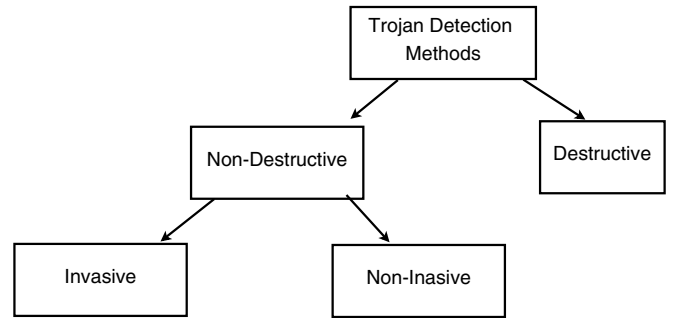 Trojan Detection
Methods
Non-Destructive
Destructive
Invasive
Non-Inasive